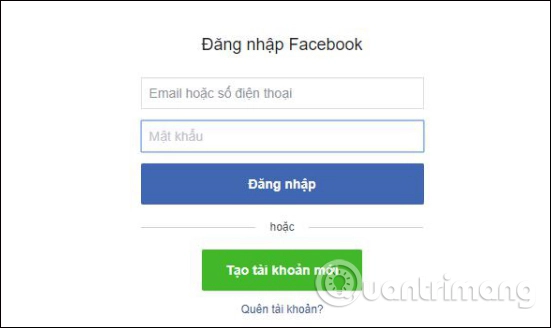 Đăng nhập Facebook
Email hoặc số điện thoại
Mật khẩu
Đăng nhập
hoặc
Tạo tài khoản mới
Quantrimang
Quên tài khoản?